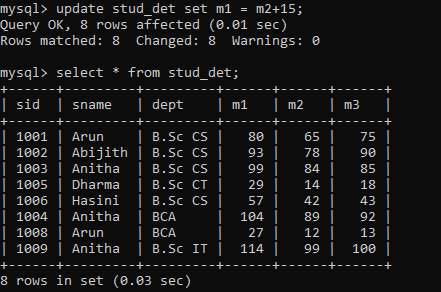 mysql> update stud_det set m1 = m2+15;
Query OK, 8 rows affected (0.01 sec)
Rows matched: 8  Changed: 8  Warnings: 0

mysql> select * from stud_det;
+------+----------+---------+------+------+------+
| sid  | sname    | dept    | m1   | m2   | m3   |
+------+----------+---------+------+------+------+
| 1001 | Arun     | B.Sc CS |   80 |   65 |   75 |
| 1002 | Abijith  | B.Sc CS |   93 |   78 |   90 |
| 1003 | Anitha   | B.Sc CS |   99 |   84 |   85 |
| 1005 | Dharma   | B.Sc CT |   29 |   14 |   18 |
| 1006 | Hasini   | B.Sc CS |   57 |   42 |   43 |
| 1004 | Anitha   | BCA     |  104 |   89 |   92 |
| 1008 | Arun     | BCA     |   27 |   12 |   13 |
| 1009 | Anitha   | B.Sc IT |  114 |   99 |  100 |
+------+----------+---------+------+------+------+
8 rows in set (0.03 sec)